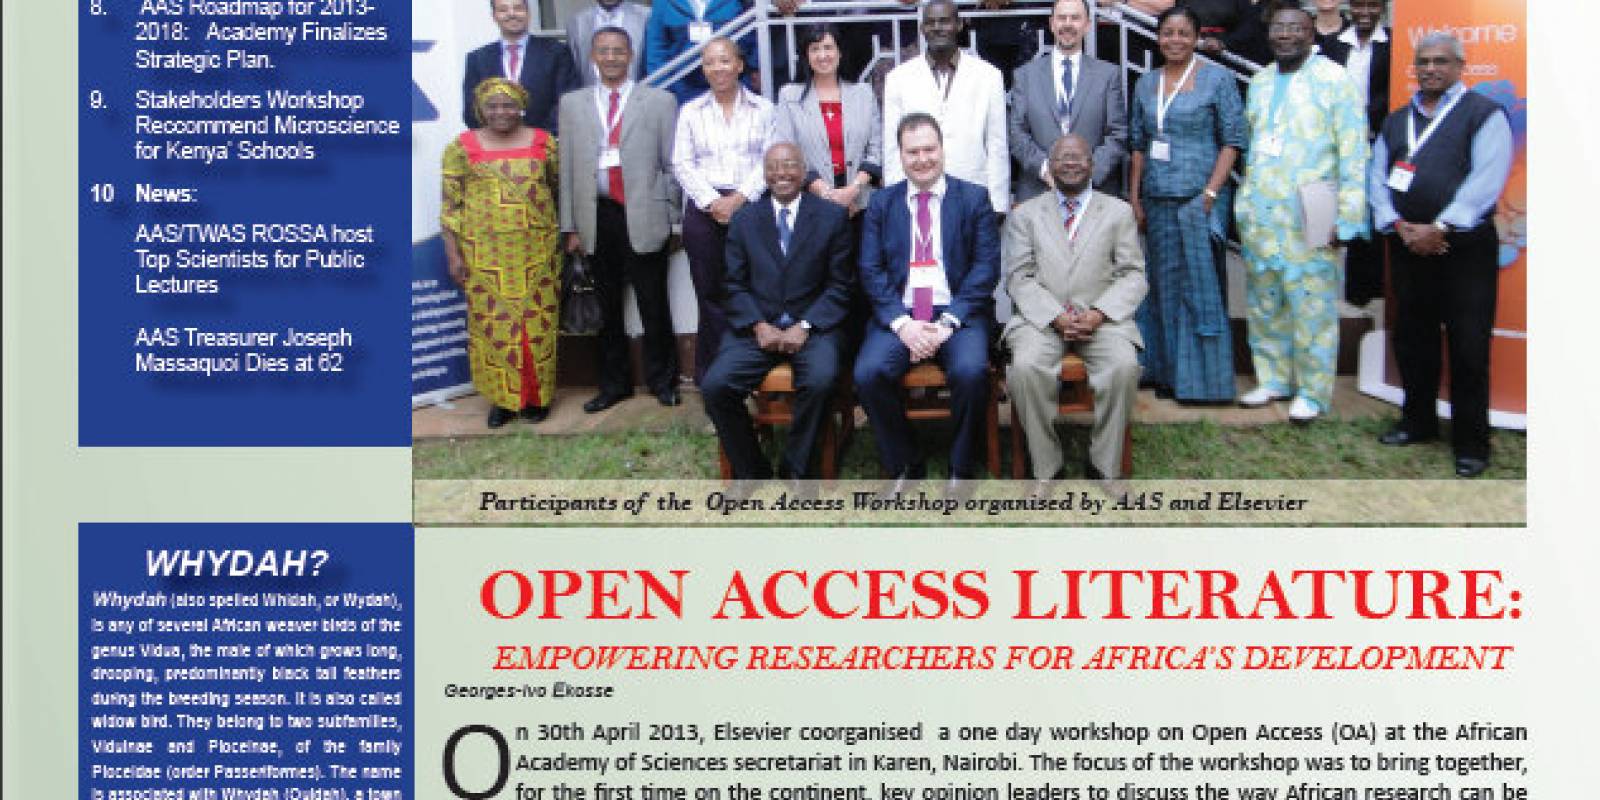 8. AAS Roadmap for 2013-
2018: Academy Finalizes
Strategic Plan.
9. Stakeholders Workshop
Reccommend Microscience
for Kenya' Schools
10 News:
AAS/TWAS ROSSA host
Top Scientists for Public
Lectures
AAS Treasurer Joseph
Massaquoi Dies at 62
Welcome
Participants of the Open Access Workshop organised by AAS and Elsevier
WHYDAH?
Whydah (also spelled Whidah, or Wydah),
is any of several African weaver birds of the
genus Vidua, the male of which grows long,
drooping, predominantly black tail feathers
during the breeding season. It is also called
widow bird. They belong to two subfamilies,
Viduinae and Ploceinae, of the family
Ploceidae (order Passeriformes). The name
is associated with Whydah (Ouidah), a town
OPEN ACCESS LITERATURE:
EMPOWERING RESEARCHERS FOR AFRICA'S DEVELOPMENT
Georges-Ivo Ekosse
On 30th April 2013, Elsevier coorganised a one day workshop on Open Access (OA) at the African
Academy of Sciences secretariat in Karen, Nairobi. The focus of the workshop was to bring together,
for the first time on the continent, key opinion leaders to discuss the way African research can be